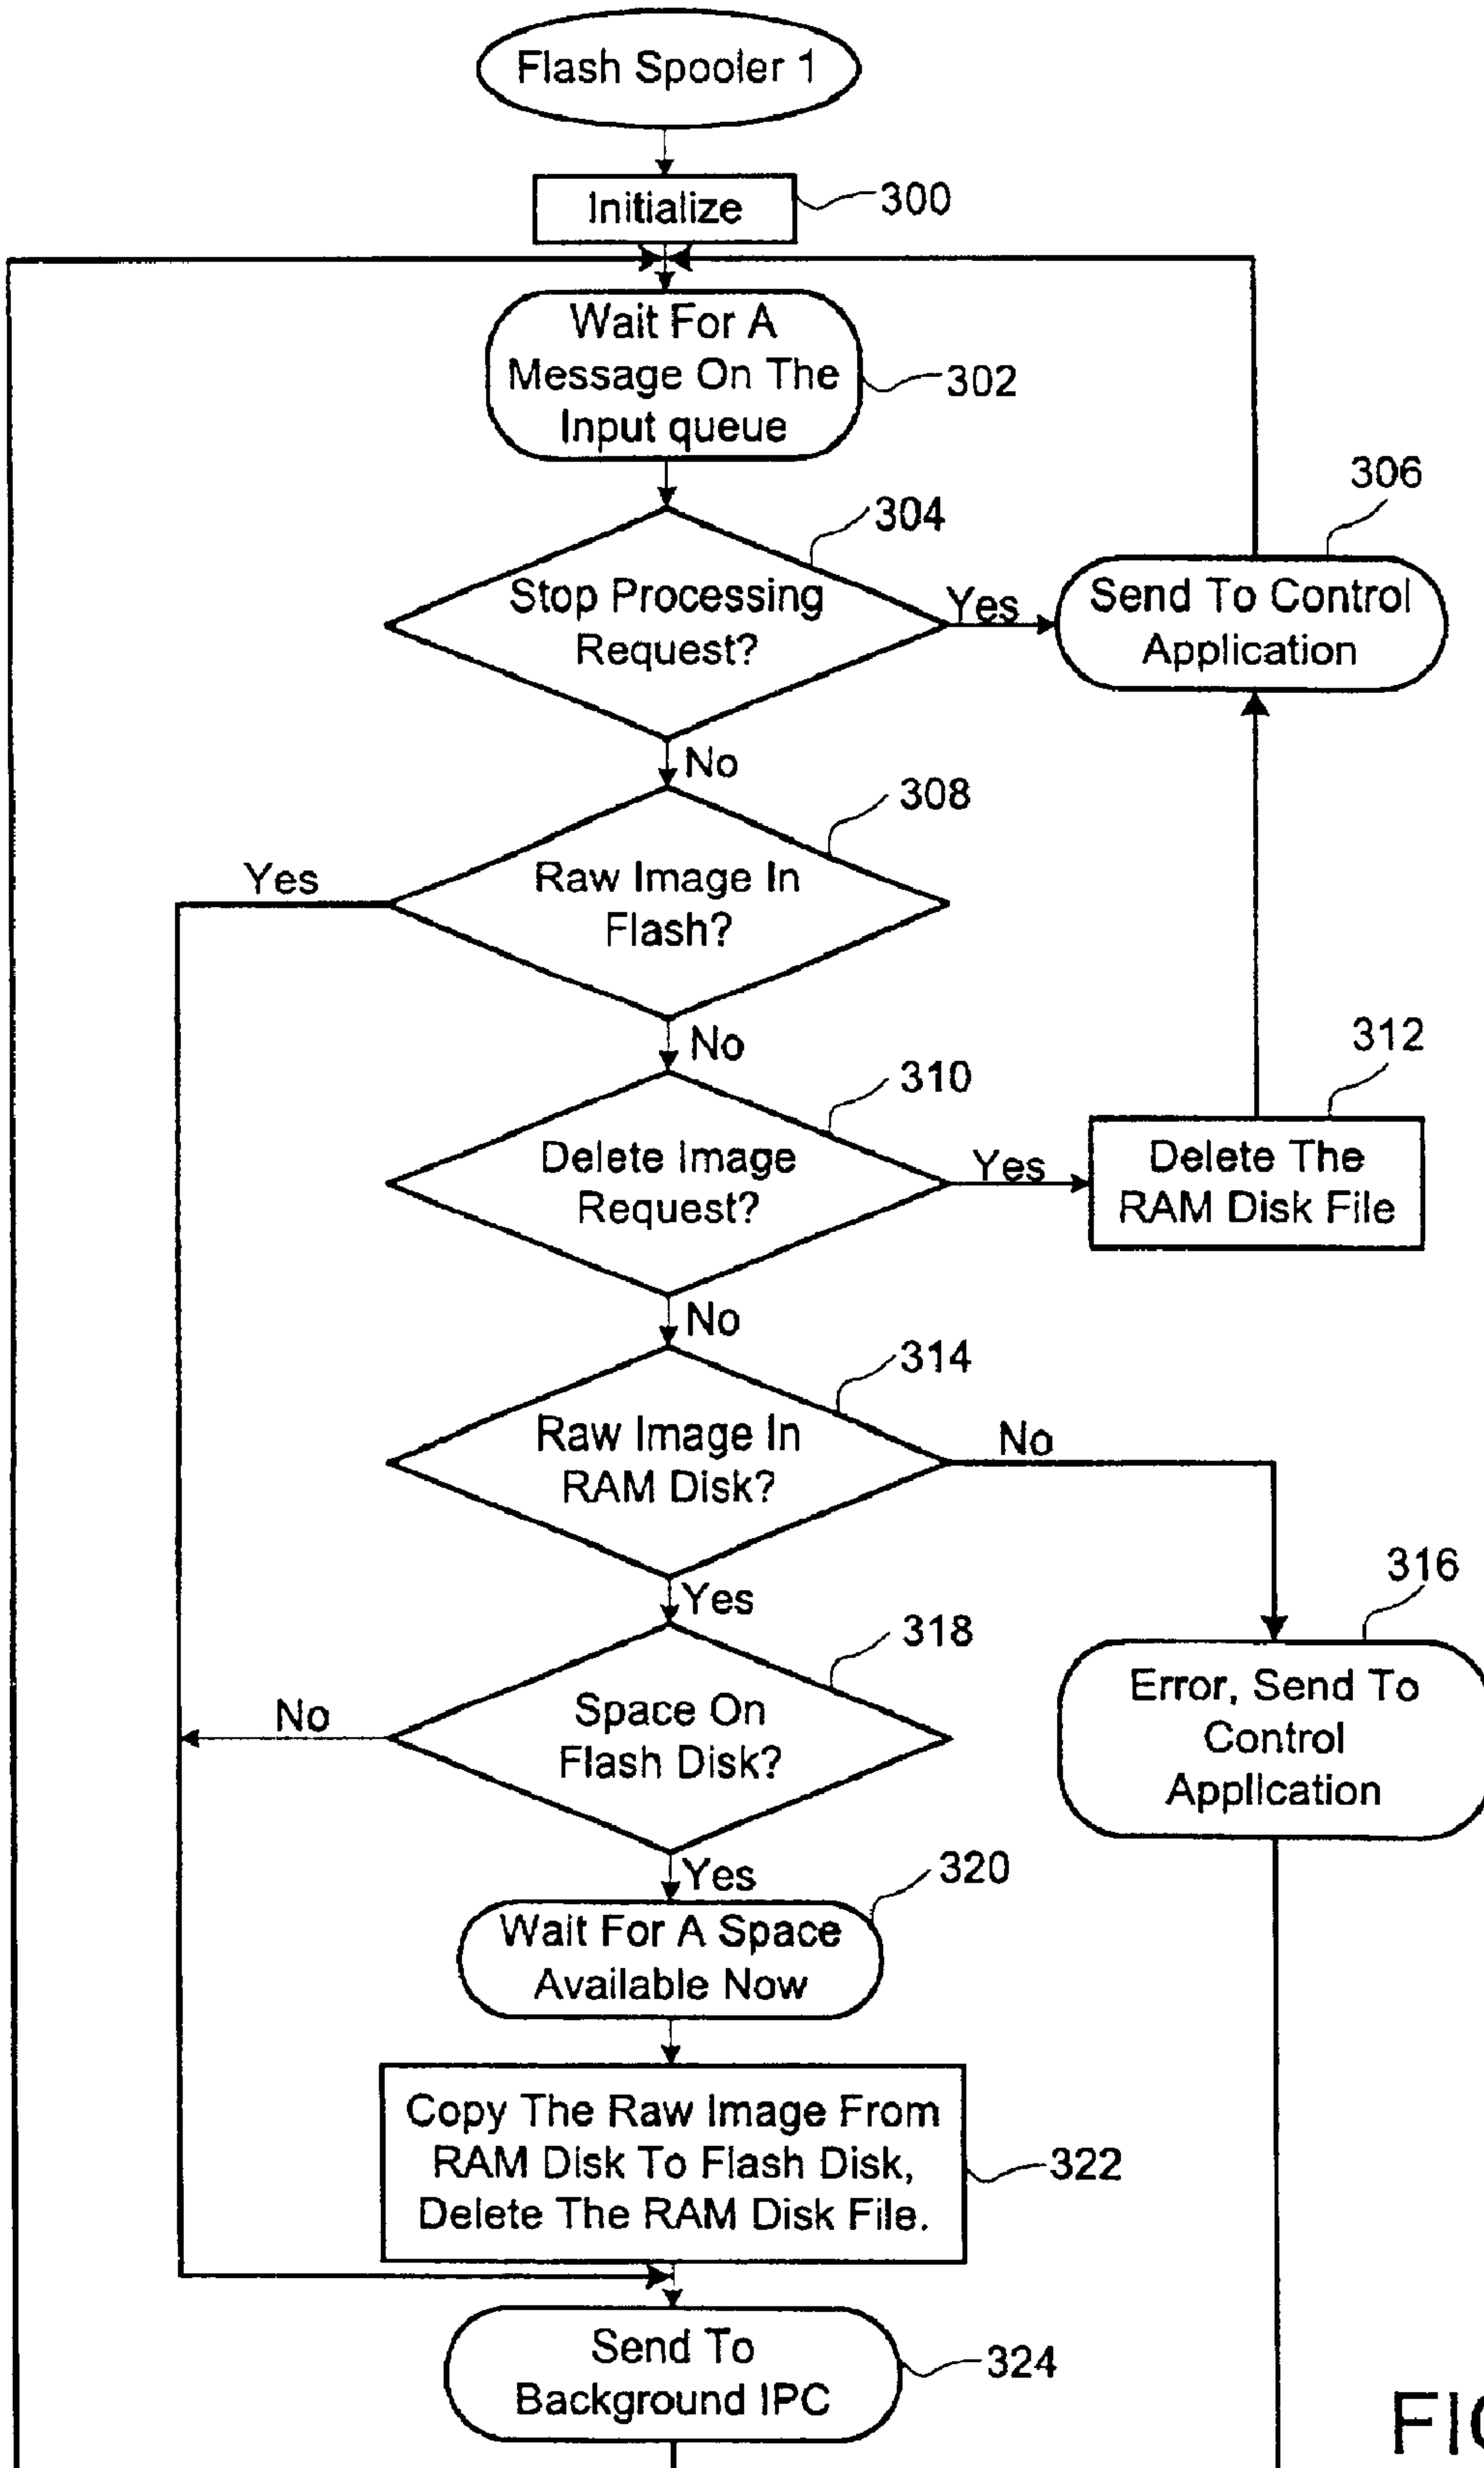 Flash Spooler 1
Initialize
300
Wait For A
Message On The
Input queue
302
304
306
Stop Processing
Request?
Yes
Send To Control
Application
No
308
Yes
Raw Image In
Flash?
No
310
312
Delete Image
Request?
Yes
Delete The
RAM Disk File
No
314
Raw Image In
RAM Disk?
No
Yes
316
318
Error, Send To
Control
Application
Space On
Flash Disk?
No
Yes
320
Wait For A Space
Available Now
Copy The Raw Image From
RAM Disk To Flash Disk,
Delete The RAM Disk File.
322
Send To
Background IPC
324